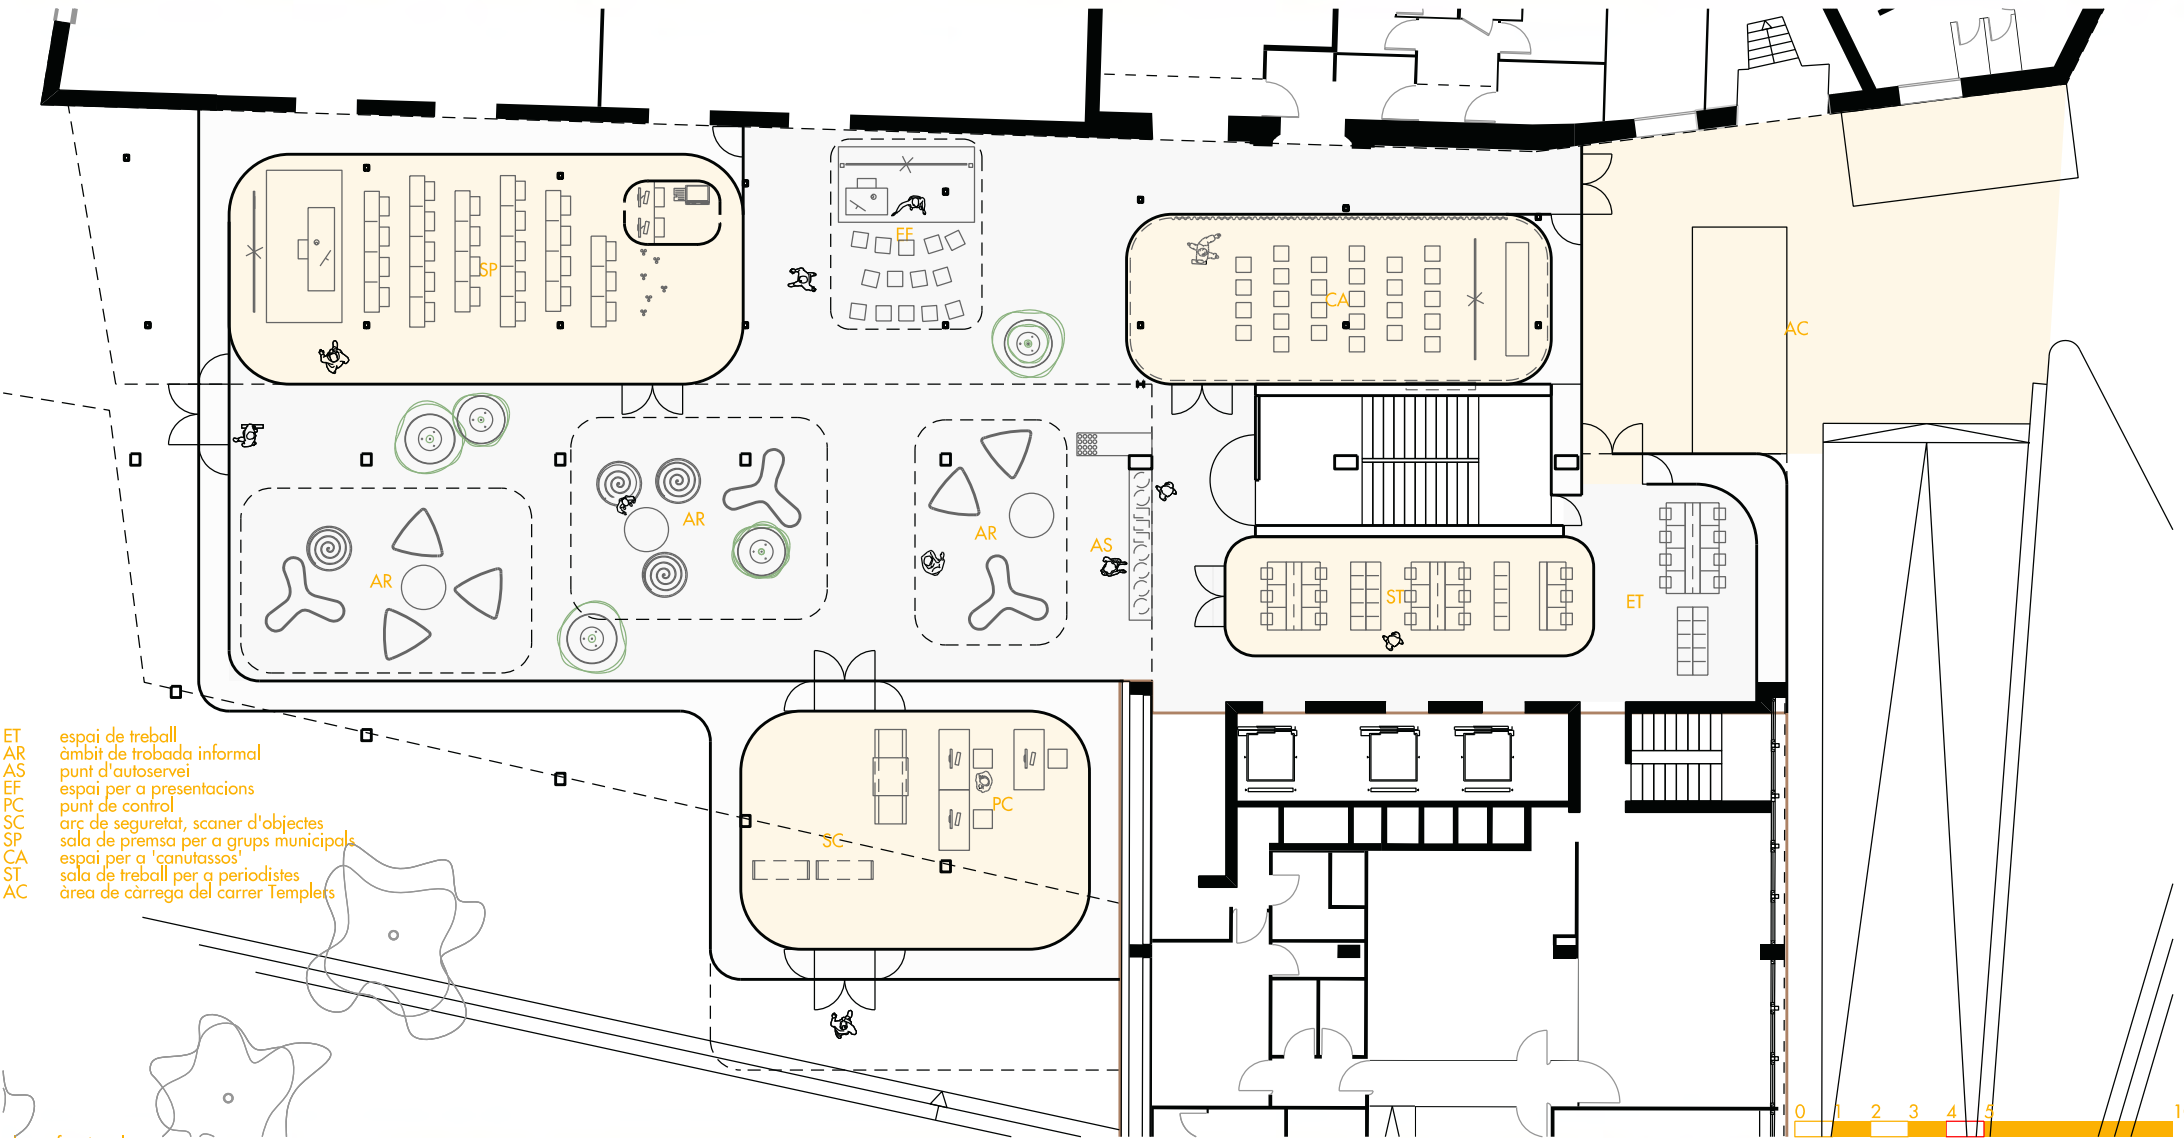 EF
SP
CA
AC
AR
AR
AS
AR
ST
ET
PC
SC
ET espai de treball
AR àmbit de trobada informal
AS punt d'autoservei
EF espai per a presentacions
PC punt de control
SC arc de seguretat, scaner d'objectes
SP sala de premsa per a grups municipals
CA espai per a 'canutassos'
ST sala de treball per a periodistes
AC àrea de càrrega del carrer Templers
0 1 2 3 4 5 1